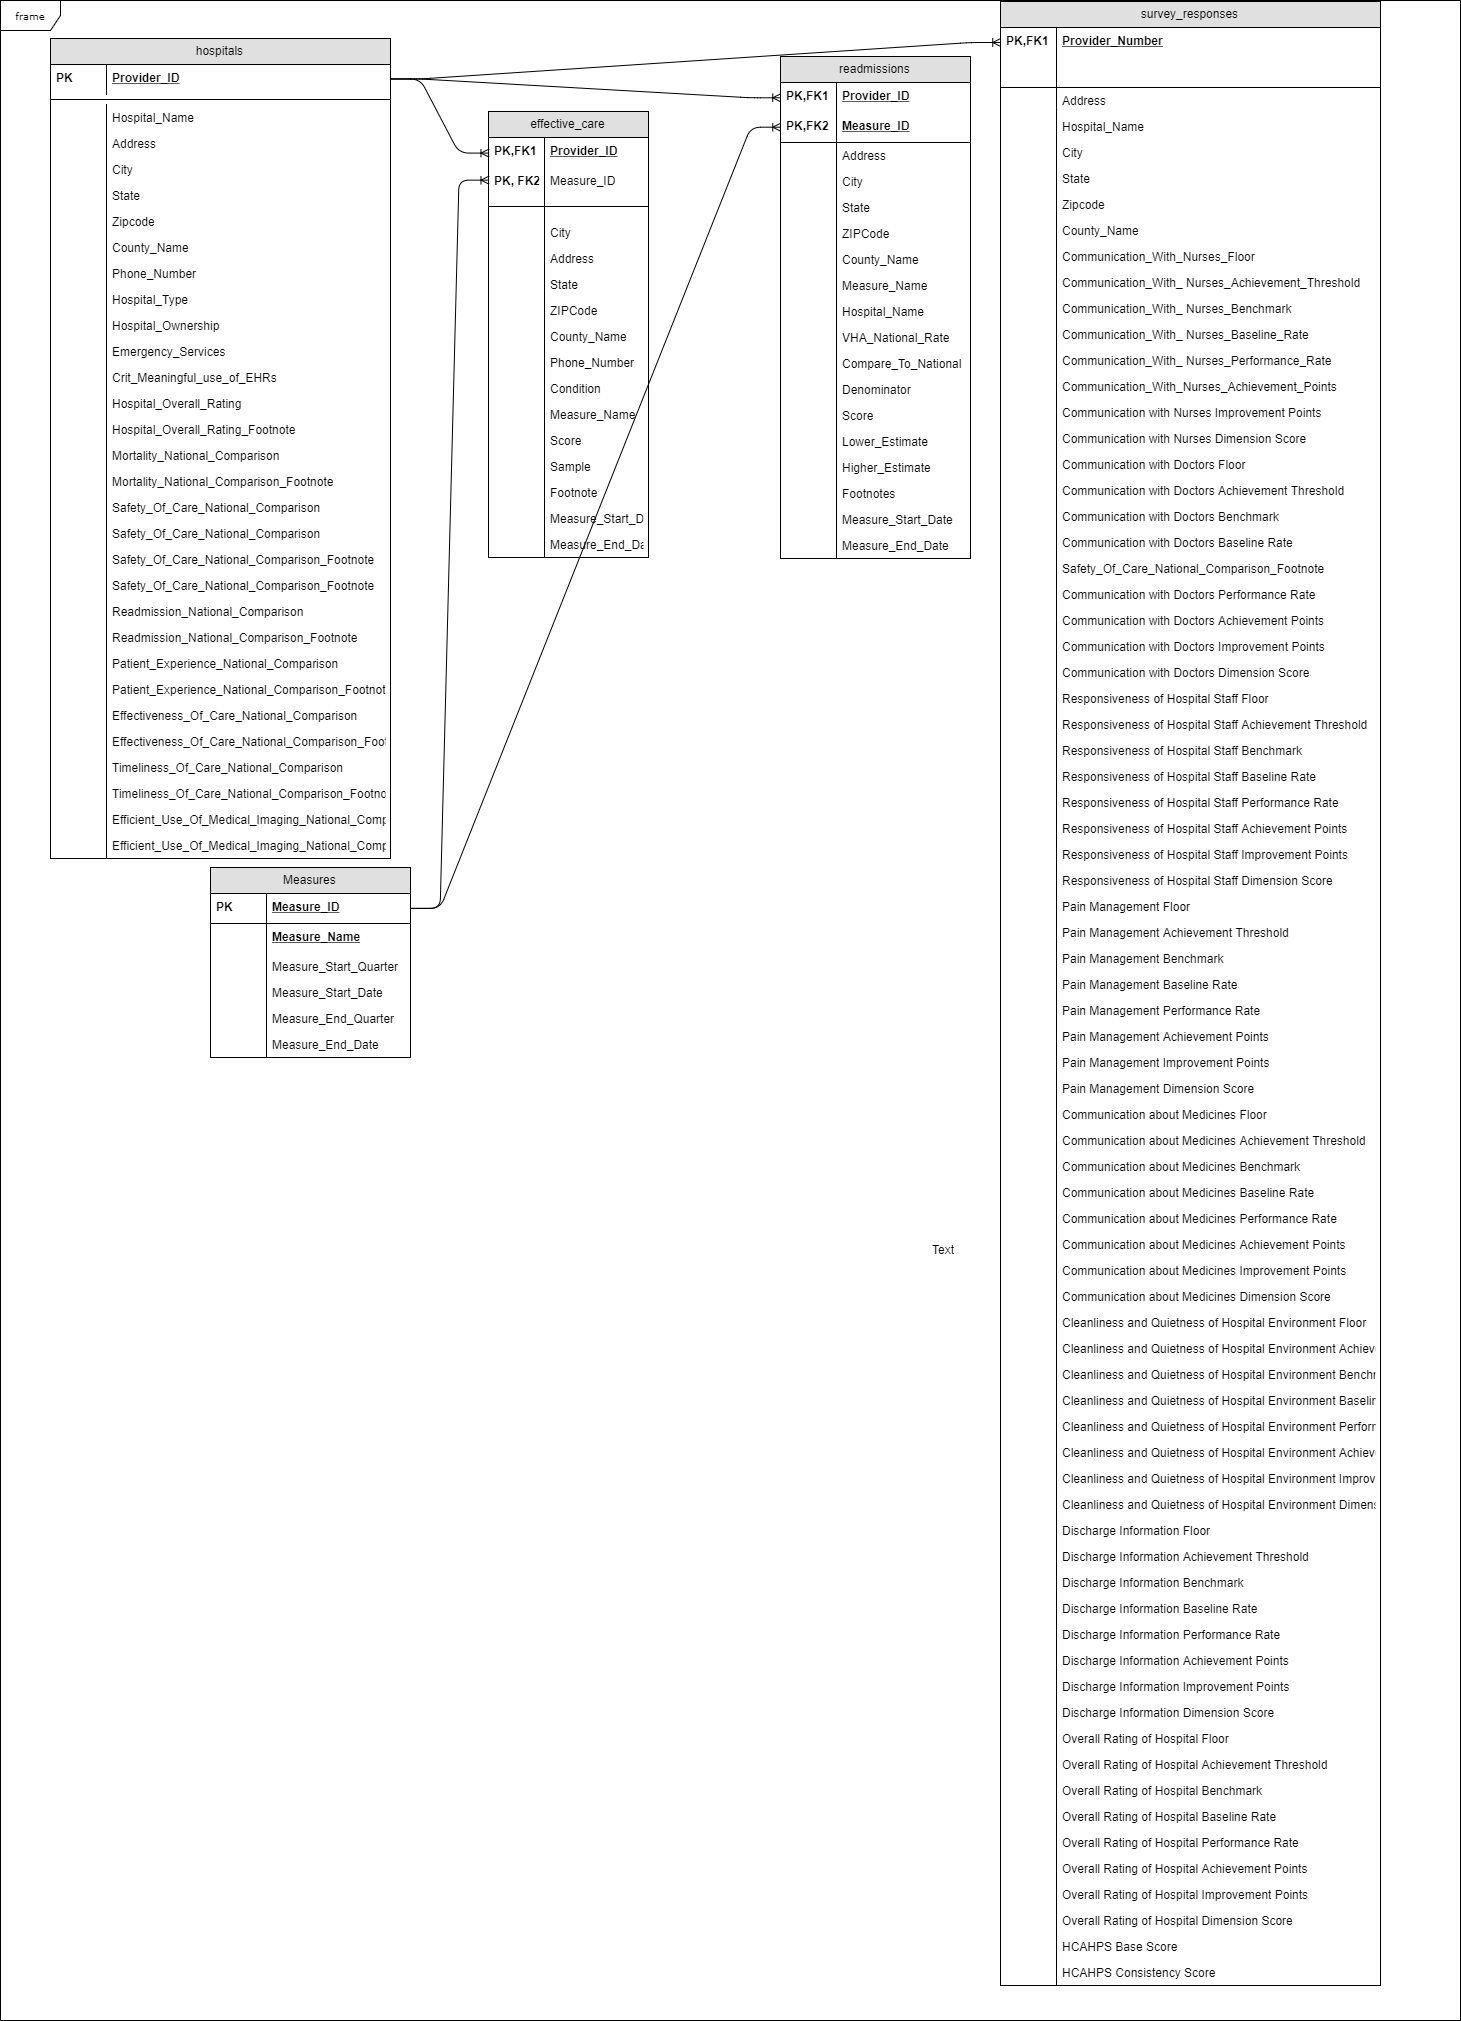 frame
hospitals
PK Provider_ID
Hospital_Name
Address
City
State
Zipcode
County_Name
Phone_Number
Hospital_Type
Hospital_Ownership
Emergency_Services
Crit_Meaningful_use_of_EHRs
Hospital_Overall_Rating
Hospital_Overall_Rating_Footnote
Mortality_National_Comparison
Mortality_National_Comparison_Footnote
Safety_Of_Care_National_Comparison
Safety_Of_Care_National_Comparison
Safety_Of_Care_National_Comparison_Footnote
Safety_Of_Care_National_Comparison_Footnote
Readmission_National_Comparison
Readmission_National_Comparison_Footnote
Patient_Experience_National_Comparison
Patient_Experience_National_Comparison_Footnot
Effectiveness_Of_Care_National_Comparison
Effectiveness_Of_Care_National_Comparison_Foot
Timeliness_Of_Care_National_Comparison
Timeliness_Of_Care_National_Comparison_Footno
Efficient_Use_Of_Medical_Imaging_National_Comp
Efficient_Use_Of_Medical_Imaging_National_Comp
Measures
PK Measure_ID
Measure_Name
Measure_Start_Quarter
Measure_Start_Date
Measure_End_Quarter
Measure_End_Date
effective_care
PK,FK1 Provider_ID
PK, FK2 Measure_ID
City
Address
State
ZIPCode
County_Name
Phone_Number
Condition
Measure_Name
Score
Sample
Footnote
Measure_Start_D
Measure_End_Da
readmissions
PK,FK1 Provider_ID
PK,FK2 Measure_ID
Address
City
State
ZIPCode
County_Name
Measure_Name
Hospital_Name
VHA_National_Rate
Compare_To_National
Denominator
Score
Lower_Estimate
Higher_Estimate
Footnotes
Measure_Start_Date
Measure_End_Date
Text
survey_responses
PK,FK1 Provider_Number
Address
Hospital_Name
City
State
Zipcode
County_Name
Communication_With_Nurses_Floor
Communication_With_ Nurses_Achievement_Threshold
Communication_With_ Nurses_Benchmark
Communication_With_ Nurses_Baseline_Rate
Communication_With_ Nurses_Performance_Rate
Communication_With_Nurses_Achievement_Points
Communication with Nurses Improvement Points
Communication with Nurses Dimension Score
Communication with Doctors Floor
Communication with Doctors Achievement Threshold
Communication with Doctors Benchmark
Communication with Doctors Baseline Rate
Safety_Of_Care_National_Comparison_Footnote
Communication with Doctors Performance Rate
Communication with Doctors Achievement Points
Communication with Doctors Improvement Points
Communication with Doctors Dimension Score
Responsiveness of Hospital Staff Floor
Responsiveness of Hospital Staff Achievement Threshold
Responsiveness of Hospital Staff Benchmark
Responsiveness of Hospital Staff Baseline Rate
Responsiveness of Hospital Staff Performance Rate
Responsiveness of Hospital Staff Achievement Points
Responsiveness of Hospital Staff Improvement Points
Responsiveness of Hospital Staff Dimension Score
Pain Management Floor
Pain Management Achievement Threshold
Pain Management Benchmark
Pain Management Baseline Rate
Pain Management Performance Rate
Pain Management Achievement Points
Pain Management Improvement Points
Pain Management Dimension Score
Communication about Medicines Floor
Communication about Medicines Achievement Threshold
Communication about Medicines Benchmark
Communication about Medicines Baseline Rate
Communication about Medicines Performance Rate
Communication about Medicines Achievement Points
Communication about Medicines Improvement Points
Communication about Medicines Dimension Score
Cleanliness and Quietness of Hospital Environment Floor
Cleanliness and Quietness of Hospital Environment Achiev
Cleanliness and Quietness of Hospital Environment Bench
Cleanliness and Quietness of Hospital Environment Baselin
Cleanliness and Quietness of Hospital Environment Perforr
Cleanliness and Quietness of Hospital Environment Achiev
Cleanliness and Quietness of Hospital Environment Improv
Cleanliness and Quietness of Hospital Environment Dimens
Discharge Information Floor
Discharge Information Achievement Threshold
Discharge Information Benchmark
Discharge Information Baseline Rate
Discharge Information Performance Rate
Discharge Information Achievement Points
Discharge Information Improvement Points
Discharge Information Dimension Score
Overall Rating of Hospital Floor
Overall Rating of Hospital Achievement Threshold
Overall Rating of Hospital Benchmark
Overall Rating of Hospital Baseline Rate
Overall Rating of Hospital Performance Rate
Overall Rating of Hospital Achievement Points
Overall Rating of Hospital Improvement Points
Overall Rating of Hospital Dimension Score
HCAHPS Base Score
HCAHPS Consistency Score